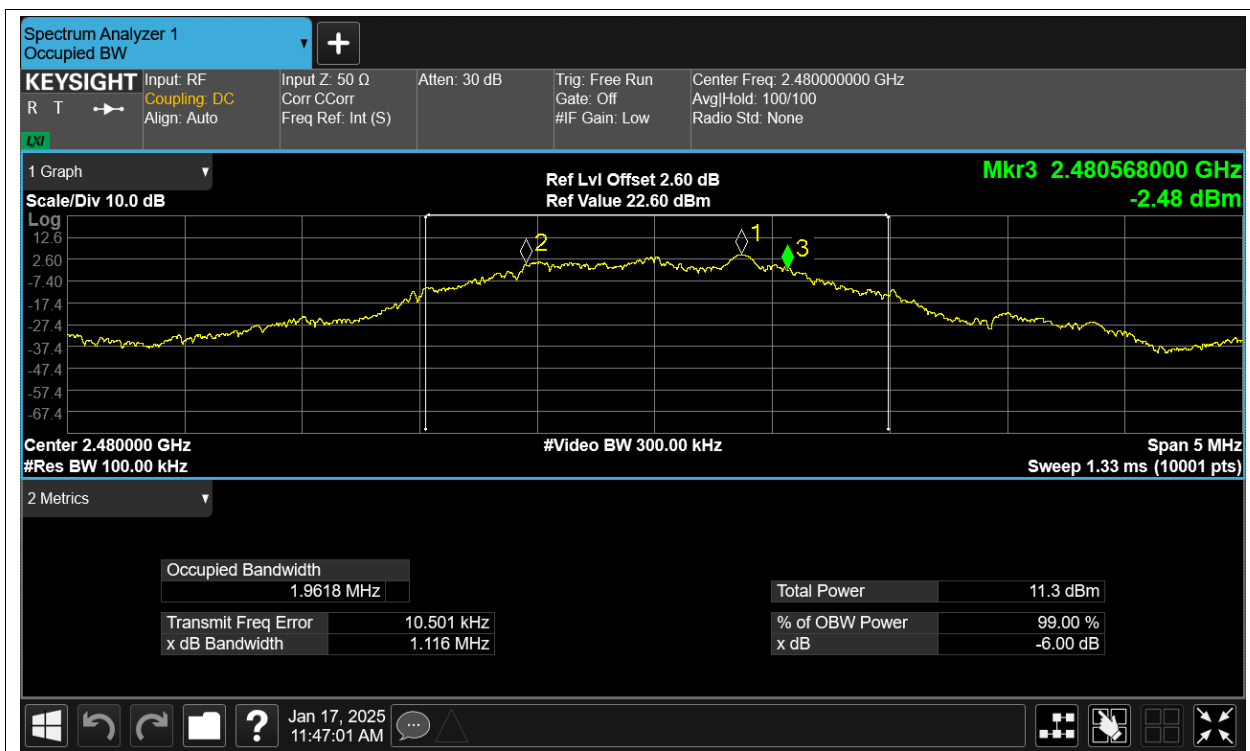 Spectrum Analyzer 1
Occupied BW
KEYSIGHT
R T
LXI
Input: RF
Coupling: DC
Align: Auto
Input Z: 50 Ω
Corr CCorr
Freq Ref: Int (S)
Atten: 30 dB
Trig: Free Run
Gate: Off
#IF Gain: Low
Center Freq: 2.480000000 GHz
Avg|Hold: 100/100
Radio Std: None
1 Graph
Scale/Div 10.0 dB
Ref Lvl Offset 2.60 dB
Ref Value 22.60 dBm
Mkr3 2.480568000 GHz
-2.48 dBm
Log
12.6
2.60
-7.40
-17.4
-27.4
-37.4
-47.4
-57.4
-67.4
2
1
3
Center 2.480000 GHz
#Video BW 300.00 kHz
Span 5 MHz
#Res BW 100.00 kHz
Sweep 1.33 ms (10001 pts)
2 Metrics
Occupied Bandwidth
1.9618 MHz
Transmit Freq Error 10.501 kHz
x dB Bandwidth 1.116 MHz
Total Power 11.3 dBm
% of OBW Power 99.00 %
x dB -6.00 dB
?
Jan 17, 2025
11:47:01 AM